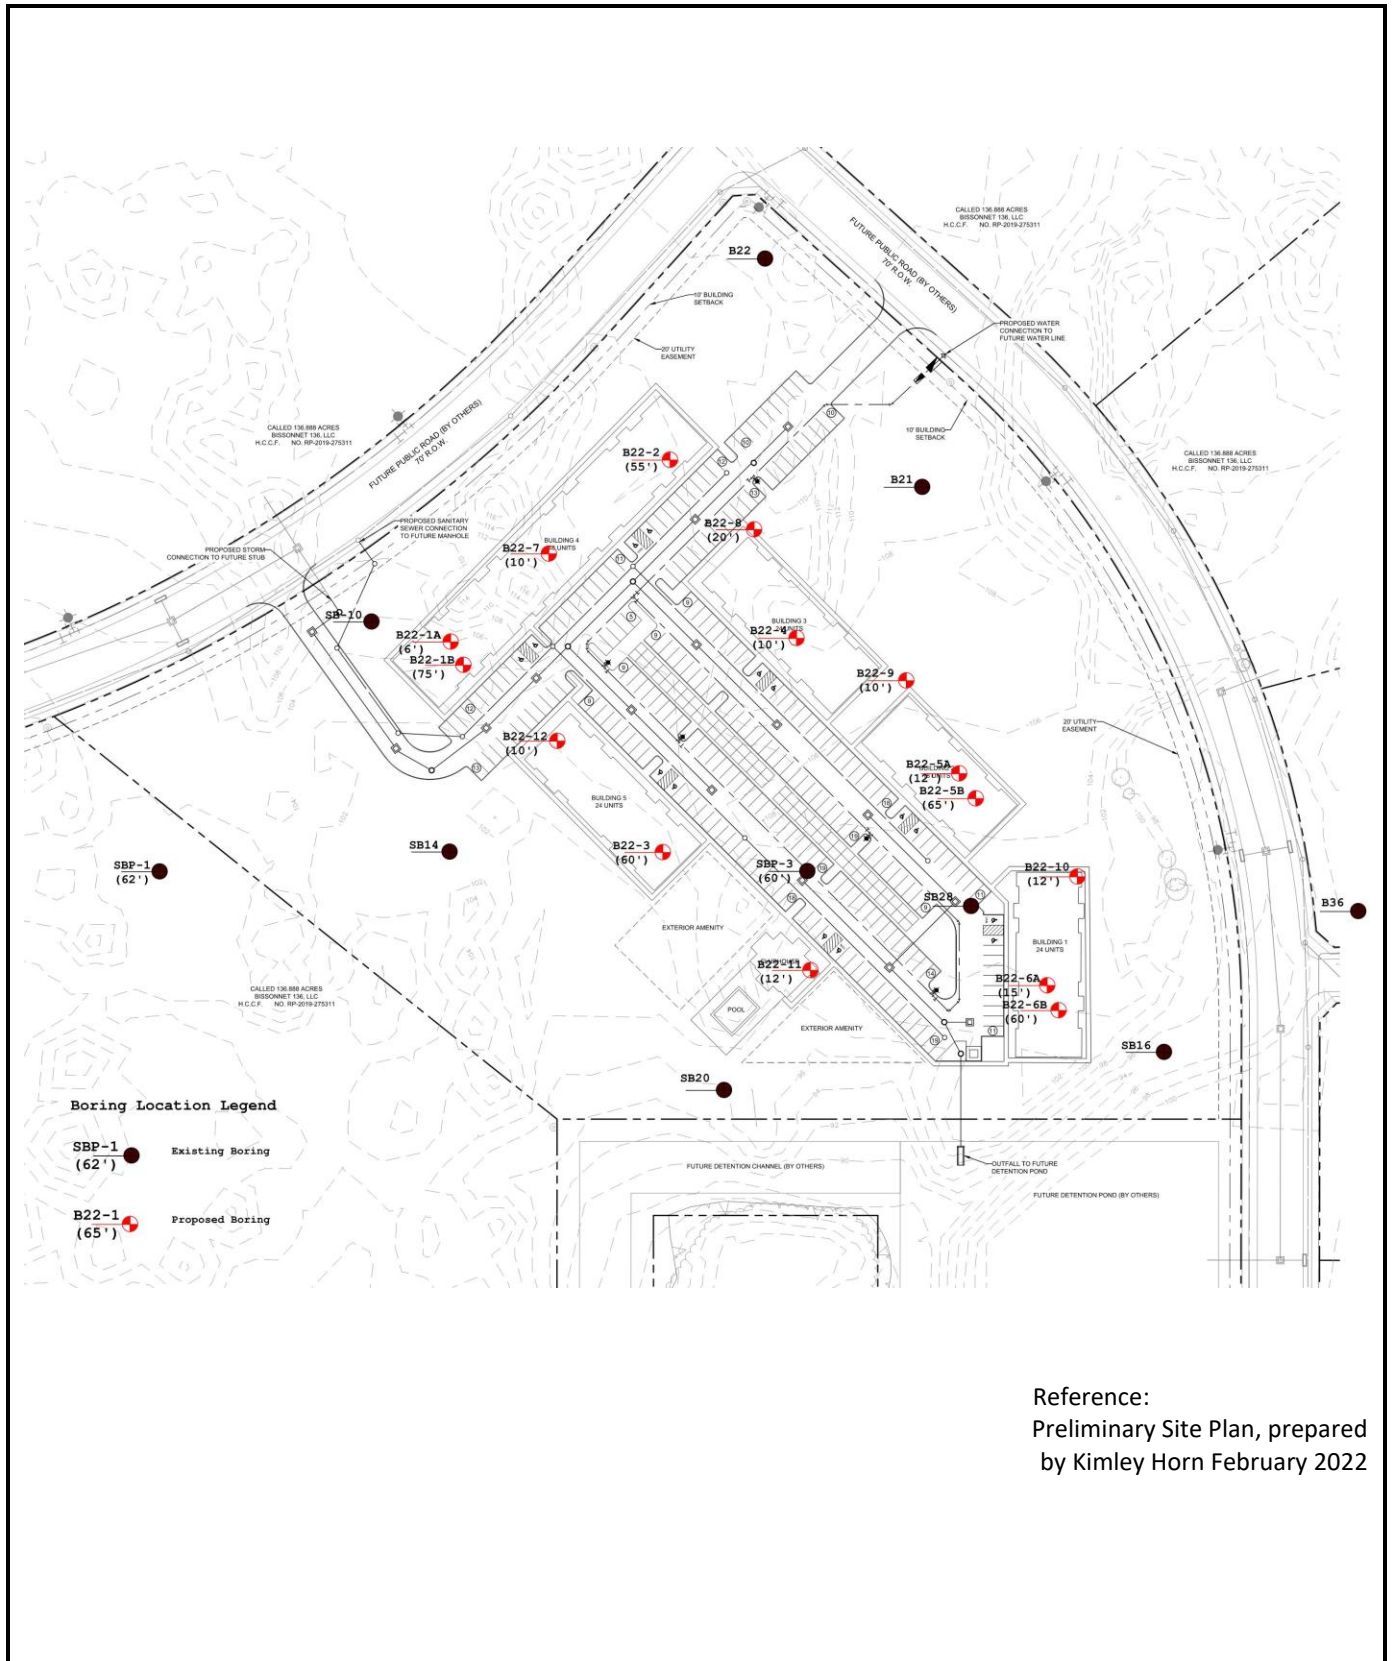 CALLED 136.888 ACRES
BISSONNET 136, LLC
H.C.C.F. NO. RP-2019-275311
FUTURE PUBLIC ROAD (BY OTHERS)
70' R.O.W.
B22
10' BUILDING
SETBACK
PROPOSED WATER
CONNECTION TO
FUTURE WATER LINE
20' UTILITY
EASEMENT
CALLED 136.888 ACRES
BISSONNET 136, LLC
H.C.C.F. NO. RP-2019-275311
FUTURE PUBLIC ROAD (BY OTHERS)
70' R.O.W.
10' BUILDING
SETBACK
CALLED 136.888 ACRES
BISSONNET 136, LLC
H.C.C.F. NO. RP-2019-275311
B22-2
(55')
B21
PROPOSED SANITARY
SEWER CONNECTION
TO FUTURE MANHOLE
B22-8
(20')
PROPOSED STORM
CONNECTION TO FUTURE STUB
BUILDING 4
UNITS
B22-7
(10')
SB-10
B22-1A
(6')
B22-1B
(75')
BUILDING 3
B22-4
(10')
B22-9
(10')
20' UTILITY
EASEMENT
B22-12
(10')
B22-5A
(12')
B22-5B
(65')
BUILDING 5
24 UNITS
SB14
B22-3
(60')
SBP-1
(62')
SBP-3
(60')
B22-10
(12')
SB28
B36
EXTERIOR AMENITY
BUILDING 1
24 UNITS
B22-11
(12')
B22-6A
(15')
B22-6B
(60')
CALLED 136.888 ACRES
BISSONNET 136, LLC
H.C.C.F. NO. RP-2019-275311
POOL
EXTERIOR AMENITY
SB16
SB20
Boring Location Legend
SBP-1
(62')
Existing Boring
B22-1
(65')
Proposed Boring
FUTURE DETENTION CHANNEL (BY OTHERS)
OUTFALL TO FUTURE
DETENTION POND
FUTURE DETENTION POND (BY OTHERS)
Reference:
Preliminary Site Plan, prepared
by Kimley Horn February 2022